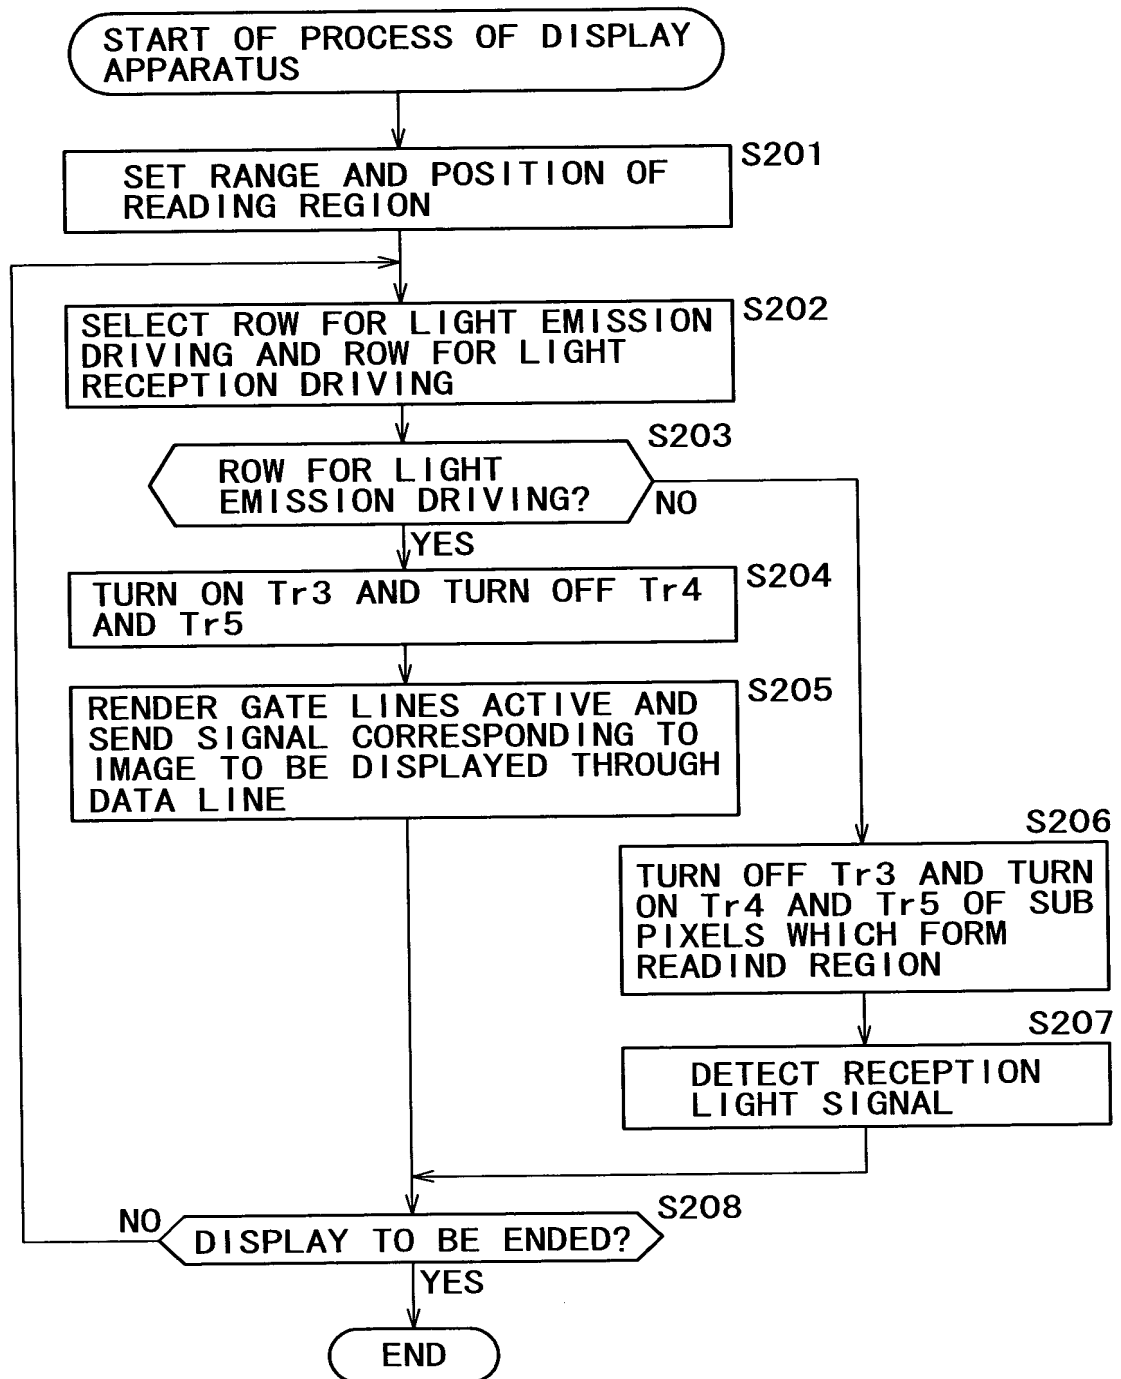 START OF PROCESS OF DISPLAY
APPARATUS
S201
SET RANGE AND POSITION OF
READING REGION
S202
SELECT ROW FOR LIGHT EMISSION
DRIVING AND ROW FOR LIGHT
RECEPTION DRIVING
S203
ROW FOR LIGHT
EMISSION DRIVING?
NO
YES
S204
TURN ON Tr3 AND TURN OFF Tr4
AND Tr5
S205
RENDER GATE LINES ACTIVE AND
SEND SIGNAL CORRESPONDING TO
IMAGE TO BE DISPLAYED THROUGH
DATA LINE
S206
TURN OFF Tr3 AND TURN
ON Tr4 AND Tr5 OF SUB
PIXELS WHICH FORM
READIND REGION
S207
DETECT RECEPTION
LIGHT SIGNAL
S208
NO
DISPLAY TO BE ENDED?
YES
END